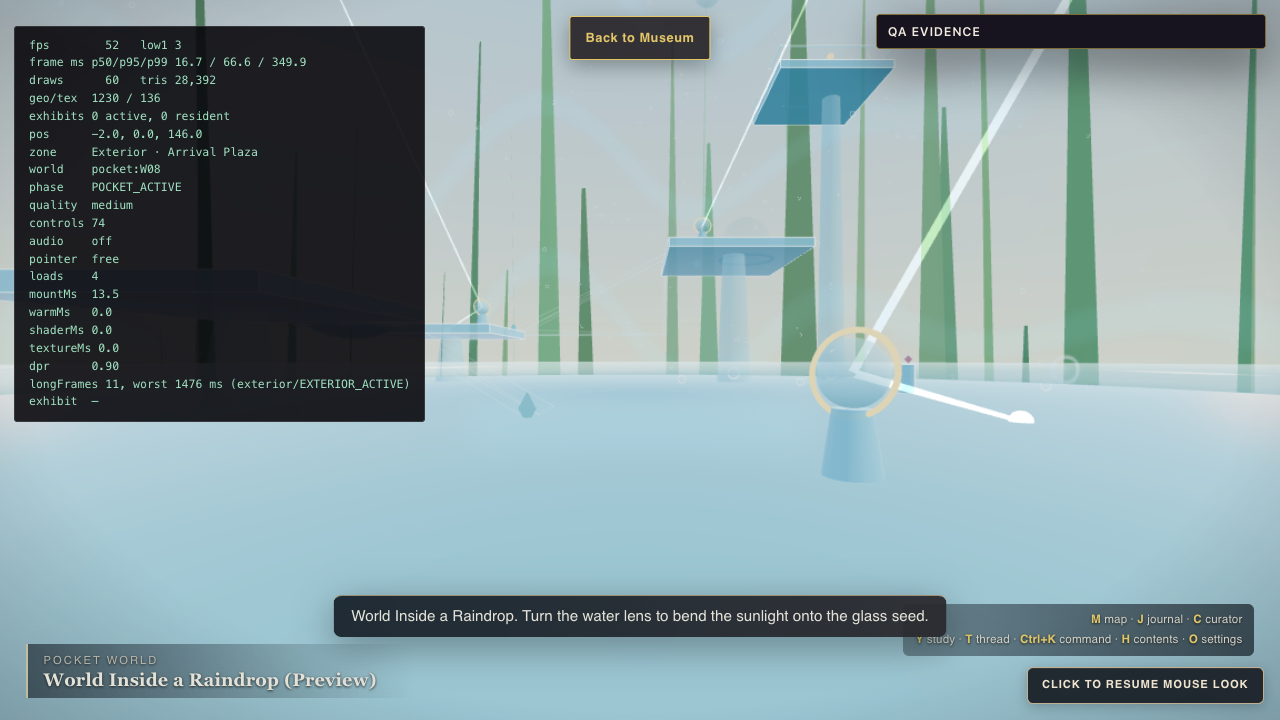 fps 52 low1 3
frame ms p50/p95/p99 16.7 / 66.6 / 349.9
draws 60 tris 28,392
geo/tex 1230 / 136
exhibits 0 active, 0 resident
pos −2.0, 0.0, 146.0
zone Exterior · Arrival Plaza
world pocket:W08
phase POCKET_ACTIVE
quality medium
controls 74
audio off
pointer free
loads 4
mountMs 13.5
warmMs 0.0
shaderMs 0.0
textureMs 0.0
dpr 0.90
longFrames 11, worst 1476 ms (exterior/EXTERIOR_ACTIVE)
exhibit —
Back to Museum
QA EVIDENCE
World Inside a Raindrop. Turn the water lens to bend the sunlight onto the glass seed.
M map · J journal · C curator
Y study · T thread · Ctrl+K command · H contents · O settings
POCKET WORLD
World Inside a Raindrop (Preview)
CLICK TO RESUME MOUSE LOOK